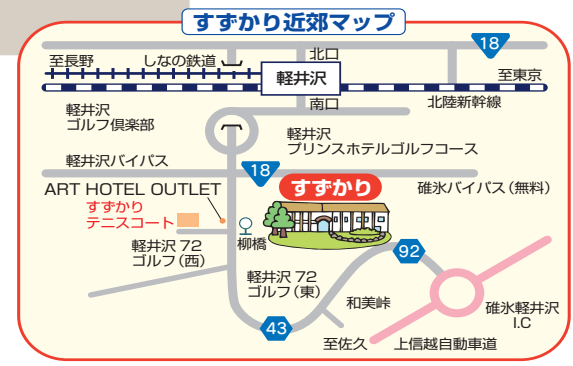 すずかり近郊マップ
18
北口
至長野
しなの鉄道
軽井沢
至東京
南口
北陸新幹線
軽井沢
ゴルフ倶楽部
軽井沢
プリンスホテルゴルフコース
軽井沢バイパス
18
すずかり
碓氷バイパス(無料)
ART HOTEL OUTLET
すずかり
テニスコート
柳橋
軽井沢 72
ゴルフ(西)
92
軽井沢 72
ゴルフ(東)
和美峠
碓氷軽井沢
I.C
43
至佐久
上信越自動車道